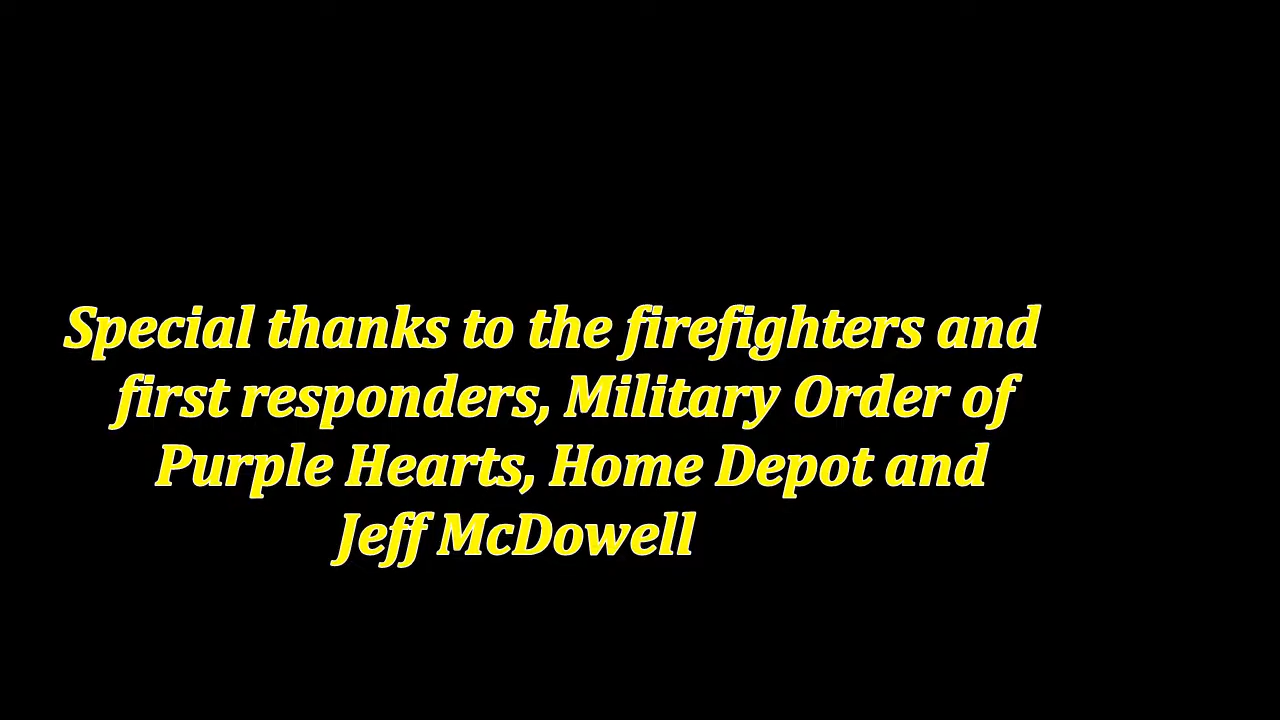 Special thanks to the firefighters and
first responders, Military Order of
Purple Hearts, Home Depot and
Jeff McDowell